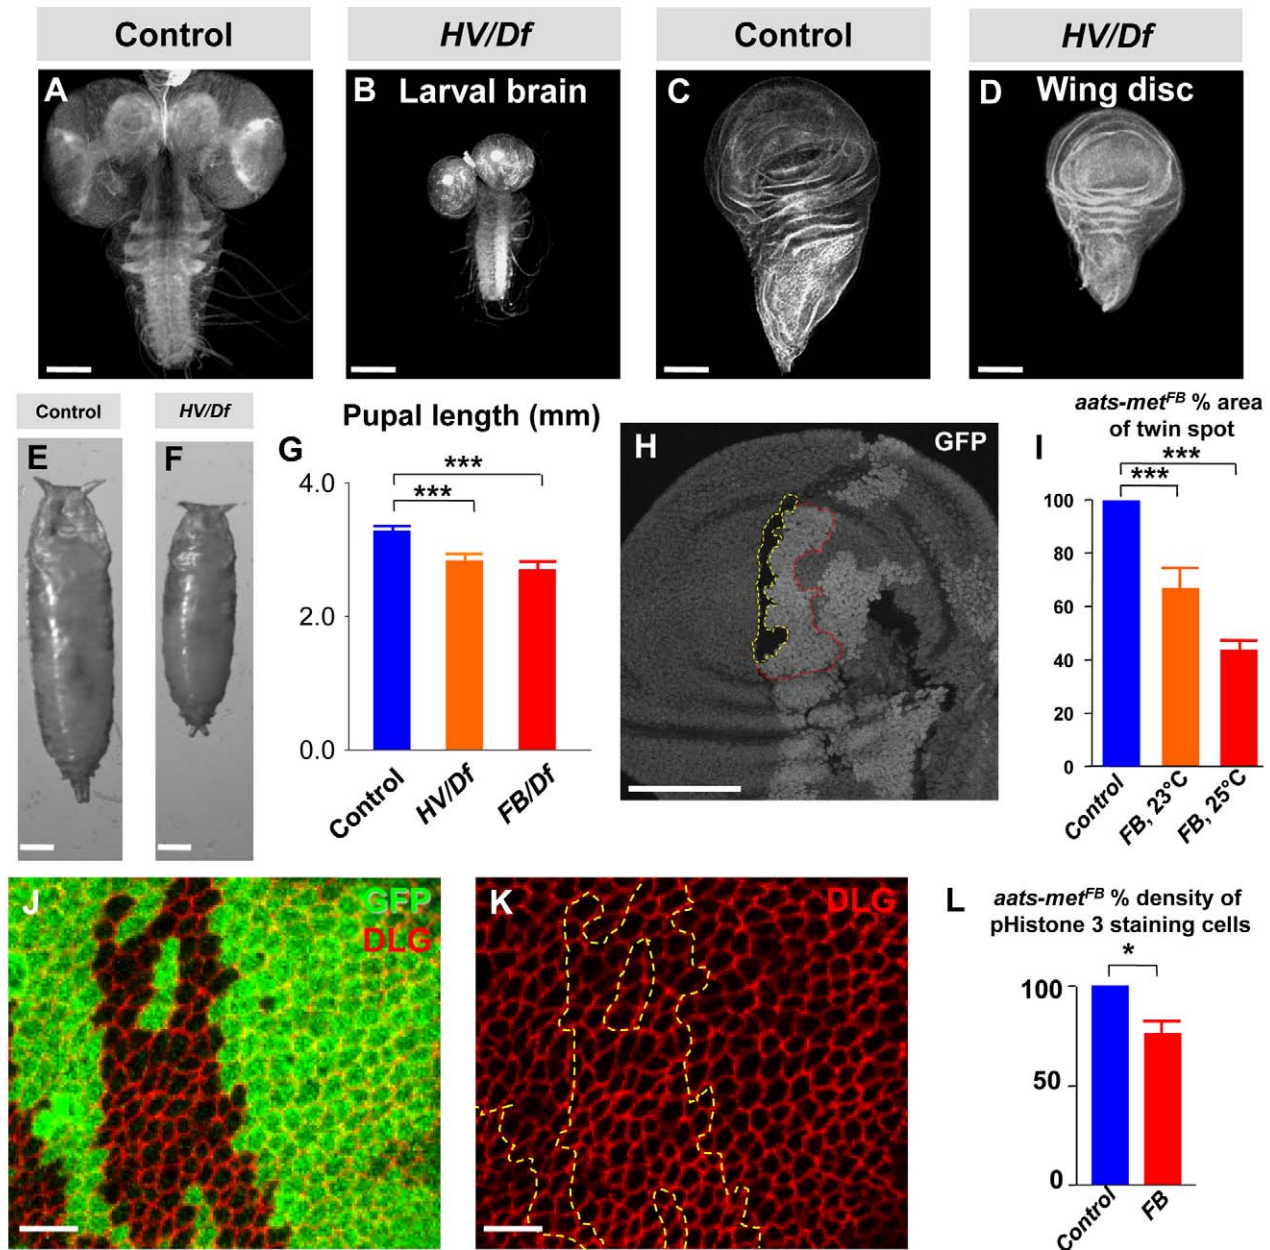 Control
HV/Df
Control
HV/Df
A
B Larval brain
C
D Wing disc
Control
HV/Df
E
F
G
Pupal length (mm)
***
***
4.0
2.0
0.0
Control
HV/Df
FB/Df
H
GFP
I
aats-metFB % area
of twin spot
***
***
100
80
60
40
20
0
Control
FB, 23°C
FB, 25°C
J
GFP
DLG
K
DLG
L
aats-metFB % density of
pHistone 3 staining cells
*
100
50
0
Control
FB